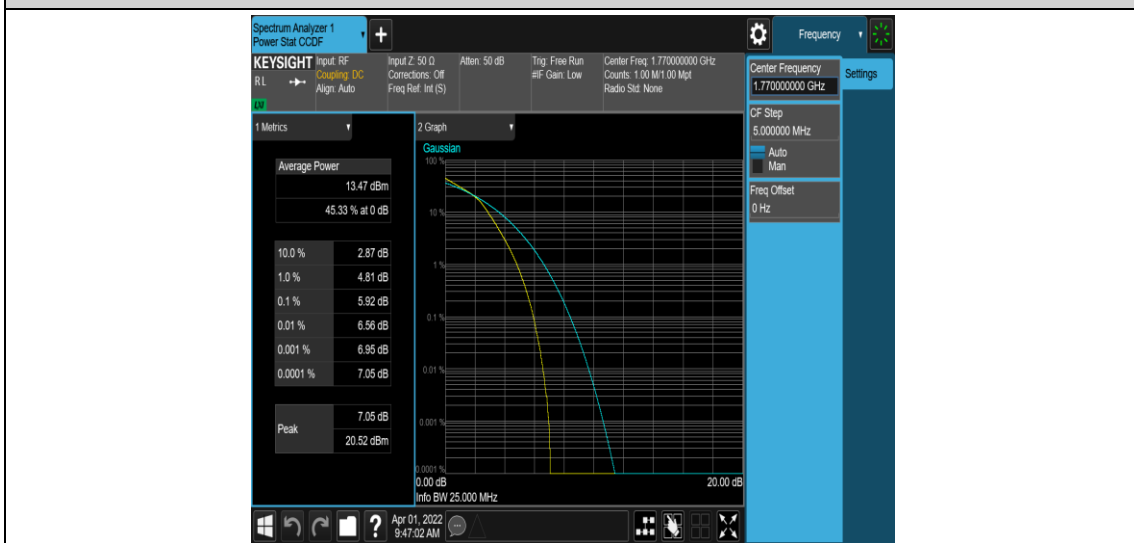 Spectrum Analyzer 1
Power Stat CCDF
+
Frequency
KEYSIGHT
RL
Input: RF
Coupling: DC
Align: Auto
Input Z: 50 Ω
Corrections: Off
Freq Ref: Int (S)
Atten: 50 dB
Trig: Free Run
#IF Gain: Low
Center Freq: 1.770000000 GHz
Counts: 1.00 M/1.00 Mpt
Radio Std: None
Center Frequency
1.770000000 GHz
Settings
CF Step
5.000000 MHz
Auto
Man
Freq Offset
0 Hz
1 Metrics
Average Power
13.47 dBm
45.33 % at 0 dB
10.0 % 2.87 dB
1.0 % 4.81 dB
0.1 % 5.92 dB
0.01 % 6.56 dB
0.001 % 6.95 dB
0.0001 % 7.05 dB
Peak
7.05 dB
20.52 dBm
2 Graph
Gaussian
100 %
10 %
1 %
0.1 %
0.01 %
0.001 %
0.0001 %
0.00 dB 20.00 dB
Info BW 25.000 MHz
?
Apr 01, 2022
9:47:02 AM